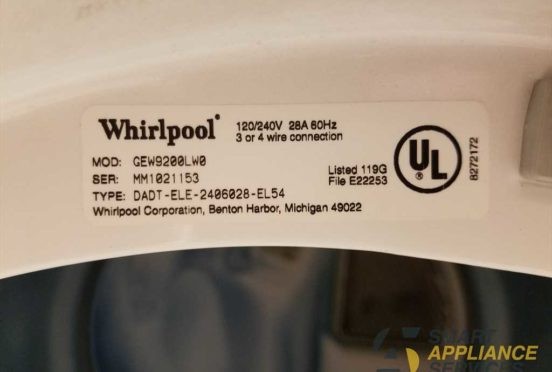 Whirlpool®
120/240V 28A 60Hz
3 or 4 wire connection
MOD: GEW9200LW0
SER: MM1021153
TYPE: DADT-ELE-2406028-EL54
Whirlpool Corporation, Benton Harbor, Michigan 49022
Listed 119G
File E22253
UL®
8272172
SMART
APPLIANCE
SERVICES